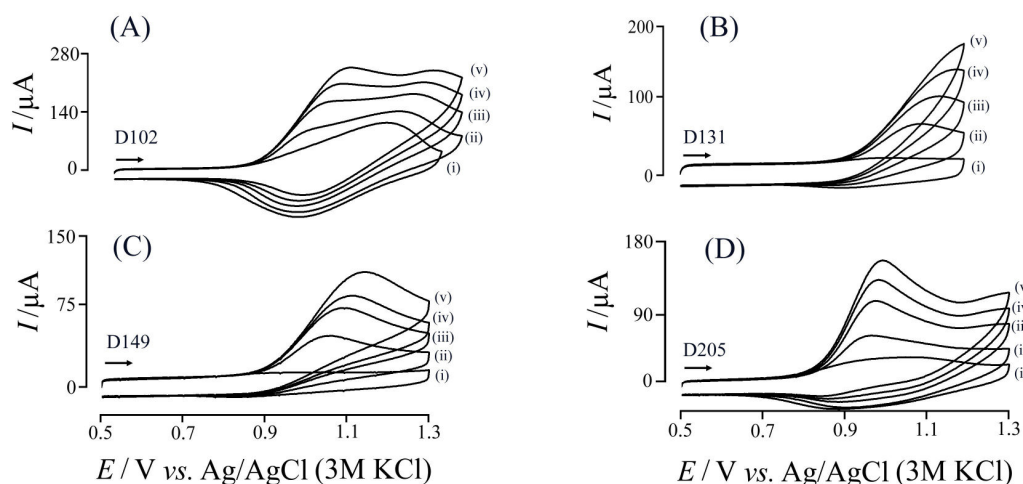 (A)
280
140
0
I /µA
D102
(v)
(iv)
(iii)
(ii)
(i)
(B)
200
100
0
I /µA
D131
(v)
(iv)
(iii)
(ii)
(i)
(C)
150
75
0
I /µA
D149
(v)
(iv)
(iii)
(ii)
(i)
0.5 0.7 0.9 1.1 1.3
E / V vs. Ag/AgCl (3M KCl)
(D)
180
90
0
I /µA
D205
(v
(iv
(ii
(i
(i
0.5 0.7 0.9 1.1 1.3
E / V vs. Ag/AgCl (3M KCl)